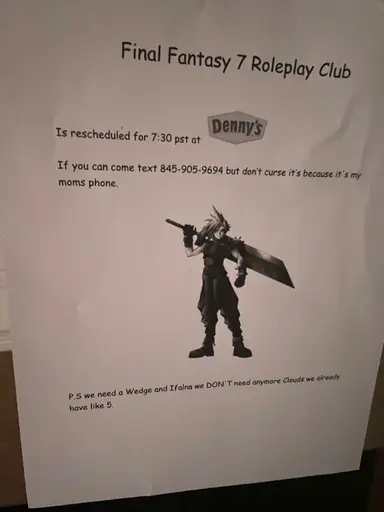 Final Fantasy 7 Roleplay Club
Is rescheduled for 7:30 pst at Denny's
If you can come text 845-905-9694 but don't curse it's because it's my
moms phone.
P.S we need a Wedge and Ifalna we DON'T need anymore Clouds we already
have like 5.